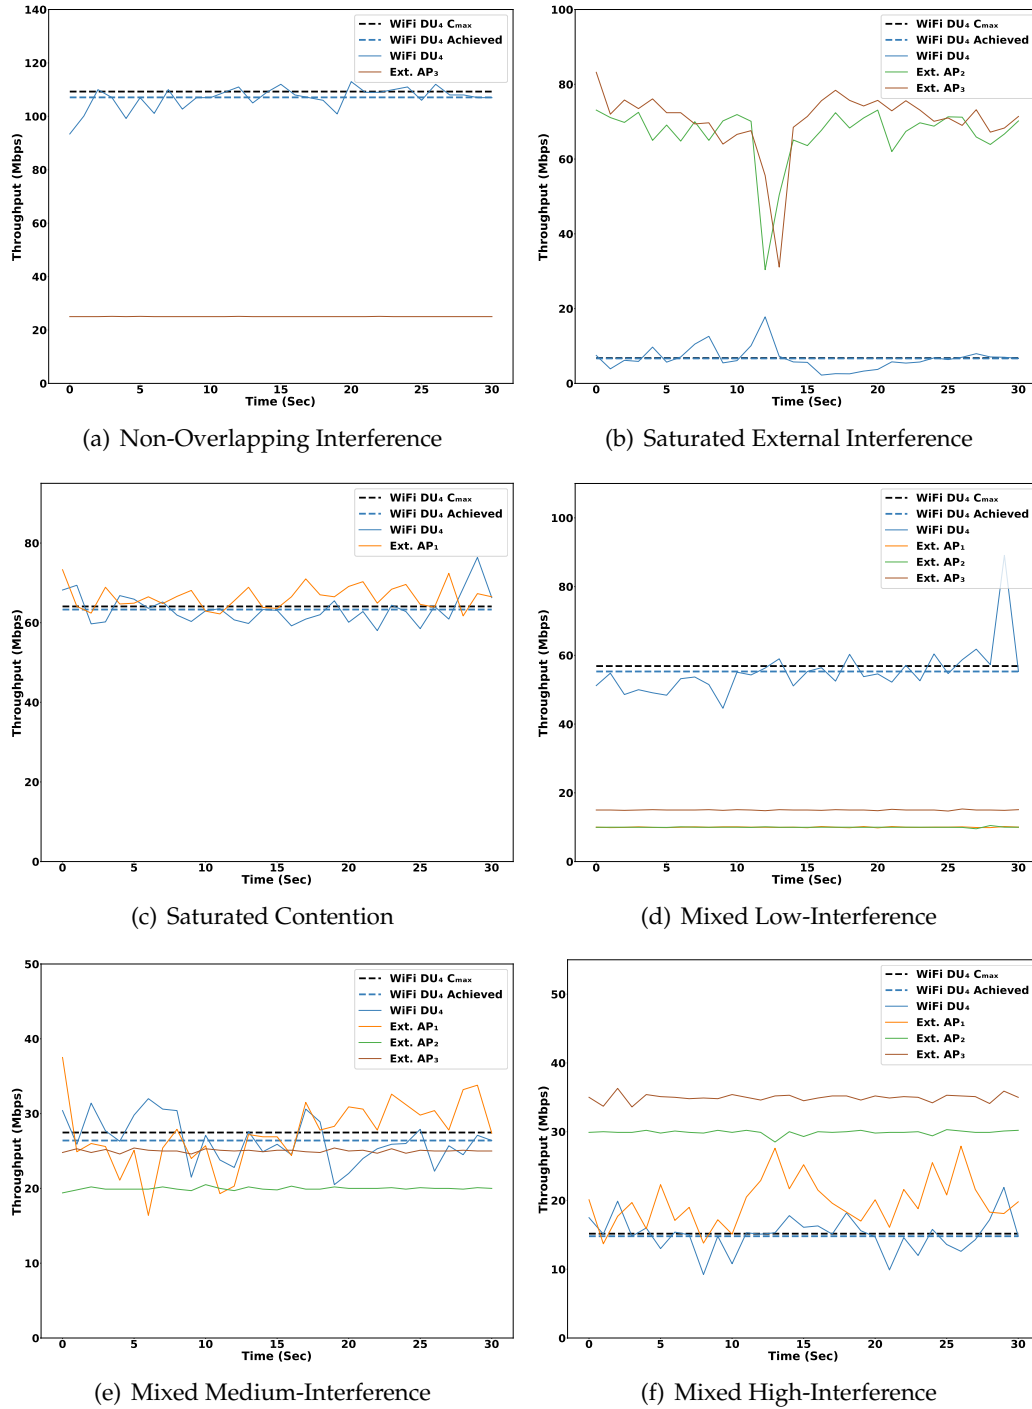 WiFi DU₄ Cₘₐₓ
WiFi DU₄ Achieved
WiFi DU₄
Ext. AP₃
Throughput (Mbps)
140
120
100
80
60
40
20
0
0 5 10 15 20 25 30
Time (Sec)
(a) Non-Overlapping Interference
WiFi DU₄ Cₘₐₓ
WiFi DU₄ Achieved
WiFi DU₄
Ext. AP₂
Ext. AP₃
Throughput (Mbps)
100
80
60
40
20
0
0 5 10 15 20 25 30
Time (Sec)
(b) Saturated External Interference
WiFi DU₄ Cₘₐₓ
WiFi DU₄ Achieved
WiFi DU₄
Ext. AP₁
Throughput (Mbps)
80
60
40
20
0
0 5 10 15 20 25 30
Time (Sec)
(c) Saturated Contention
WiFi DU₄ Cₘₐₓ
WiFi DU₄ Achieved
WiFi DU₄
Ext. AP₁
Ext. AP₂
Ext. AP₃
Throughput (Mbps)
100
80
60
40
20
0
0 5 10 15 20 25 30
Time (Sec)
(d) Mixed Low-Interference
WiFi DU₄ Cₘₐₓ
WiFi DU₄ Achieved
WiFi DU₄
Ext. AP₁
Ext. AP₂
Ext. AP₃
Throughput (Mbps)
50
40
30
20
10
0
0 5 10 15 20 25 30
Time (Sec)
(e) Mixed Medium-Interference
WiFi DU₄ Cₘₐₓ
WiFi DU₄ Achieved
WiFi DU₄
Ext. AP₁
Ext. AP₂
Ext. AP₃
Throughput (Mbps)
50
40
30
20
10
0
0 5 10 15 20 25 30
Time (Sec)
(f) Mixed High-Interference